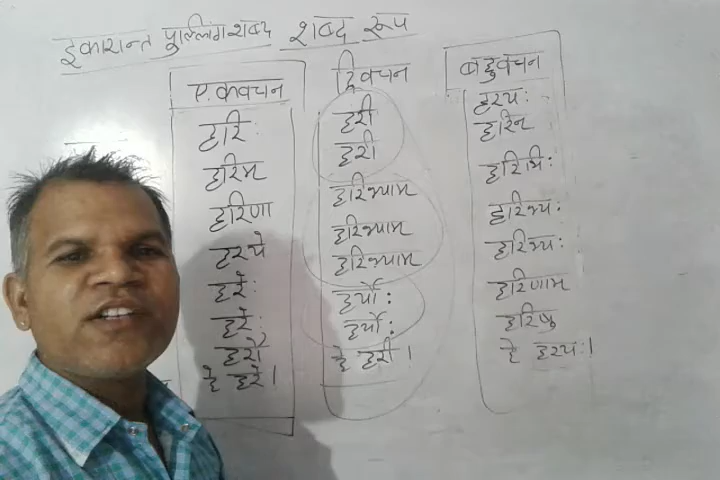 इकारान्त पुल्लिंग शब्द शब्द रूप
एकवचन द्विवचन बहुवचन
हरिः हरी हरयः
हरिम हरी हरिन
हरिणा हरिभ्याम हरिभिः
हरये हरिभ्याम हरिभ्यः
हरेः हरिभ्याम हरिभ्यः
हरेः हर्योः हरिणाम
हरौ हर्योः हरिषु
हे हरे। हे हरी। हे हरयः!